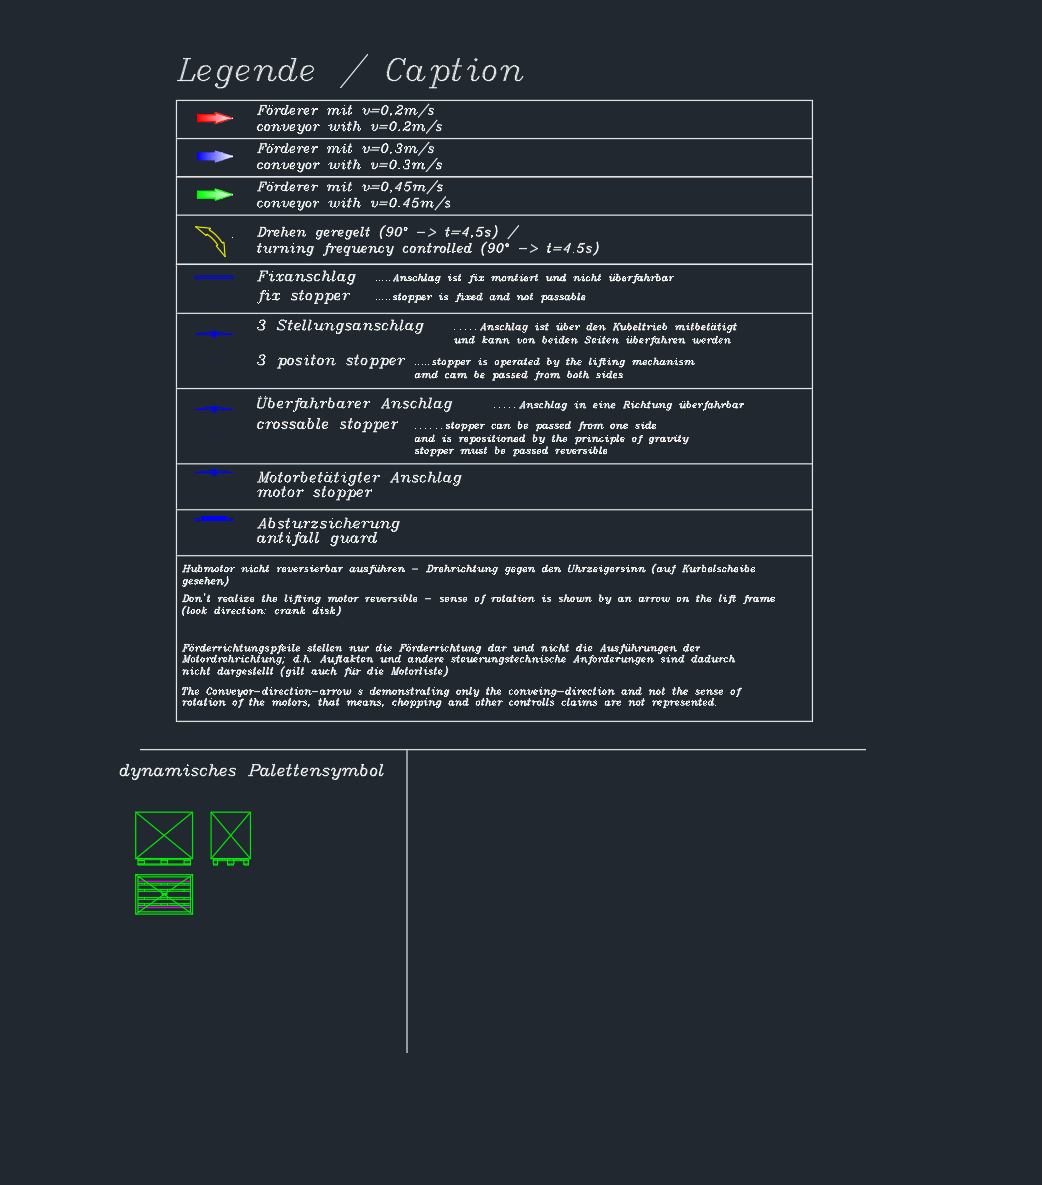 Legende / Caption
Förderer mit v=0,2m/s
conveyor with v=0.2m/s
Förderer mit v=0,3m/s
conveyor with v=0.3m/s
Förderer mit v=0,45m/s
conveyor with v=0.45m/s
Drehen geregelt (90° -> t=4,5s) /
turning frequency controlled (90° -> t=4.5s)
Fixanschlag .....Anschlag ist fix montiert und nicht überfahrbar
fix stopper .....stopper is fixed and not passable
3 Stellungsanschlag .....Anschlag ist über den Kubeltrieb mitbetätigt
und kann von beiden Seiten überfahren werden
3 positon stopper .....stopper is operated by the lifting mechanism
amd cam be passed from both sides
Überfahrbarer Anschlag .....Anschlag in eine Richtung überfahrbar
crossable stopper ......stopper can be passed from one side
and is repositioned by the principle of gravity
stopper must be passed reversible
Motorbetätigter Anschlag
motor stopper
Absturzsicherung
antifall guard
Hubmotor nicht reversierbar ausführen - Drehrichtung gegen den Uhrzeigersinn (auf Kurbelscheibe
gesehen)
Don't realize the lifting motor reversible - sense of rotation is shown by an arrow on the lift frame
(look direction: crank disk)
Förderrichtungspfeile stellen nur die Förderrichtung dar und nicht die Ausführungen der
Motordrehrichtung; d.h. Auftakten und andere steuerungstechnische Anforderungen sind dadurch
nicht dargestellt (gilt auch für die Motorliste)
The Conveyor-direction-arrow s demonstrating only the conveing-direction and not the sense of
rotation of the motors, that means, chopping and other controlls claims are not represented.
dynamisches Palettensymbol